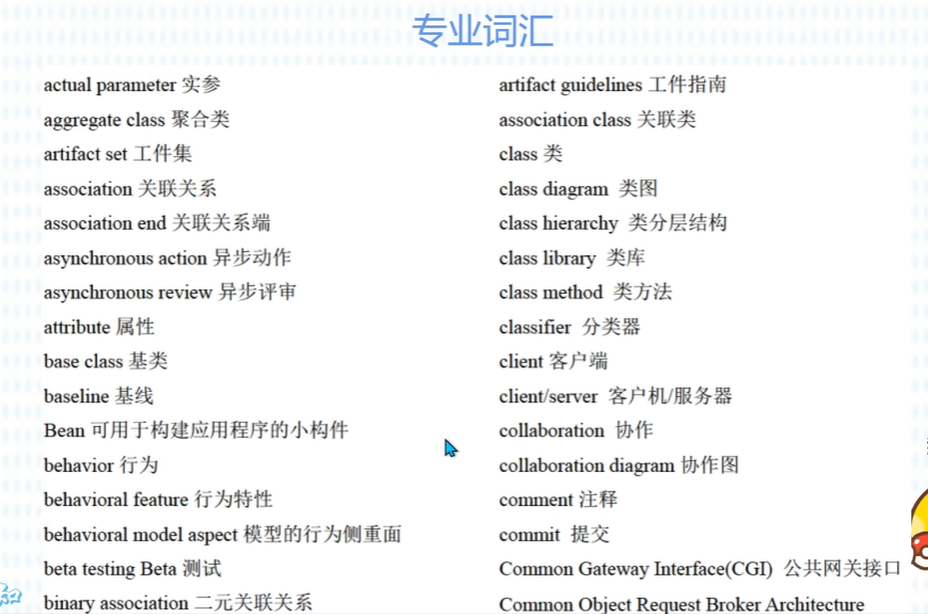 专业词汇
actual parameter 实参
aggregate class 聚合类
artifact set 工件集
association 关联关系
association end 关联关系端
asynchronous action 异步动作
asynchronous review 异步评审
attribute 属性
base class 基类
baseline 基线
Bean 可用于构建应用程序的小构件
behavior 行为
behavioral feature 行为特性
behavioral model aspect 模型的行为侧重面
beta testing Beta 测试
binary association 二元关联关系
artifact guidelines 工件指南
association class 关联类
class 类
class diagram 类图
class hierarchy 类分层结构
class library 类库
class method 类方法
classifier 分类器
client 客户端
client/server 客户机/服务器
collaboration 协作
collaboration diagram 协作图
comment 注释
commit 提交
Common Gateway Interface(CGI) 公共网关接口
Common Object Request Broker Architecture